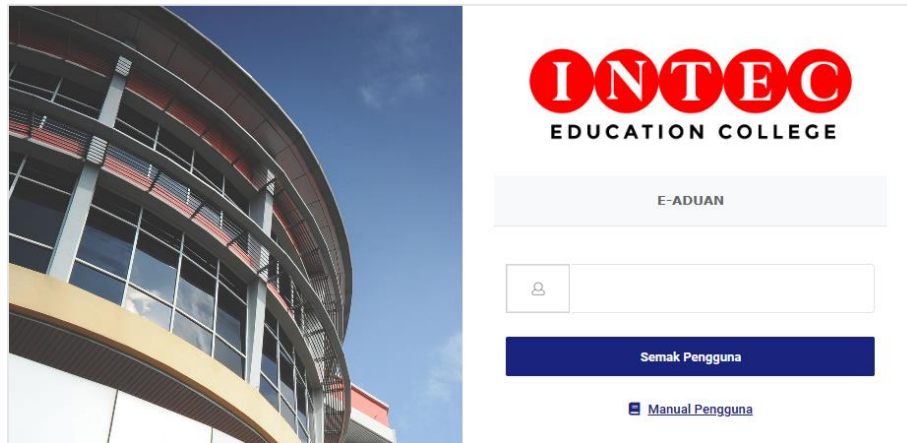 INTEC
EDUCATION COLLEGE
E-ADUAN
Semak Pengguna
Manual Pengguna